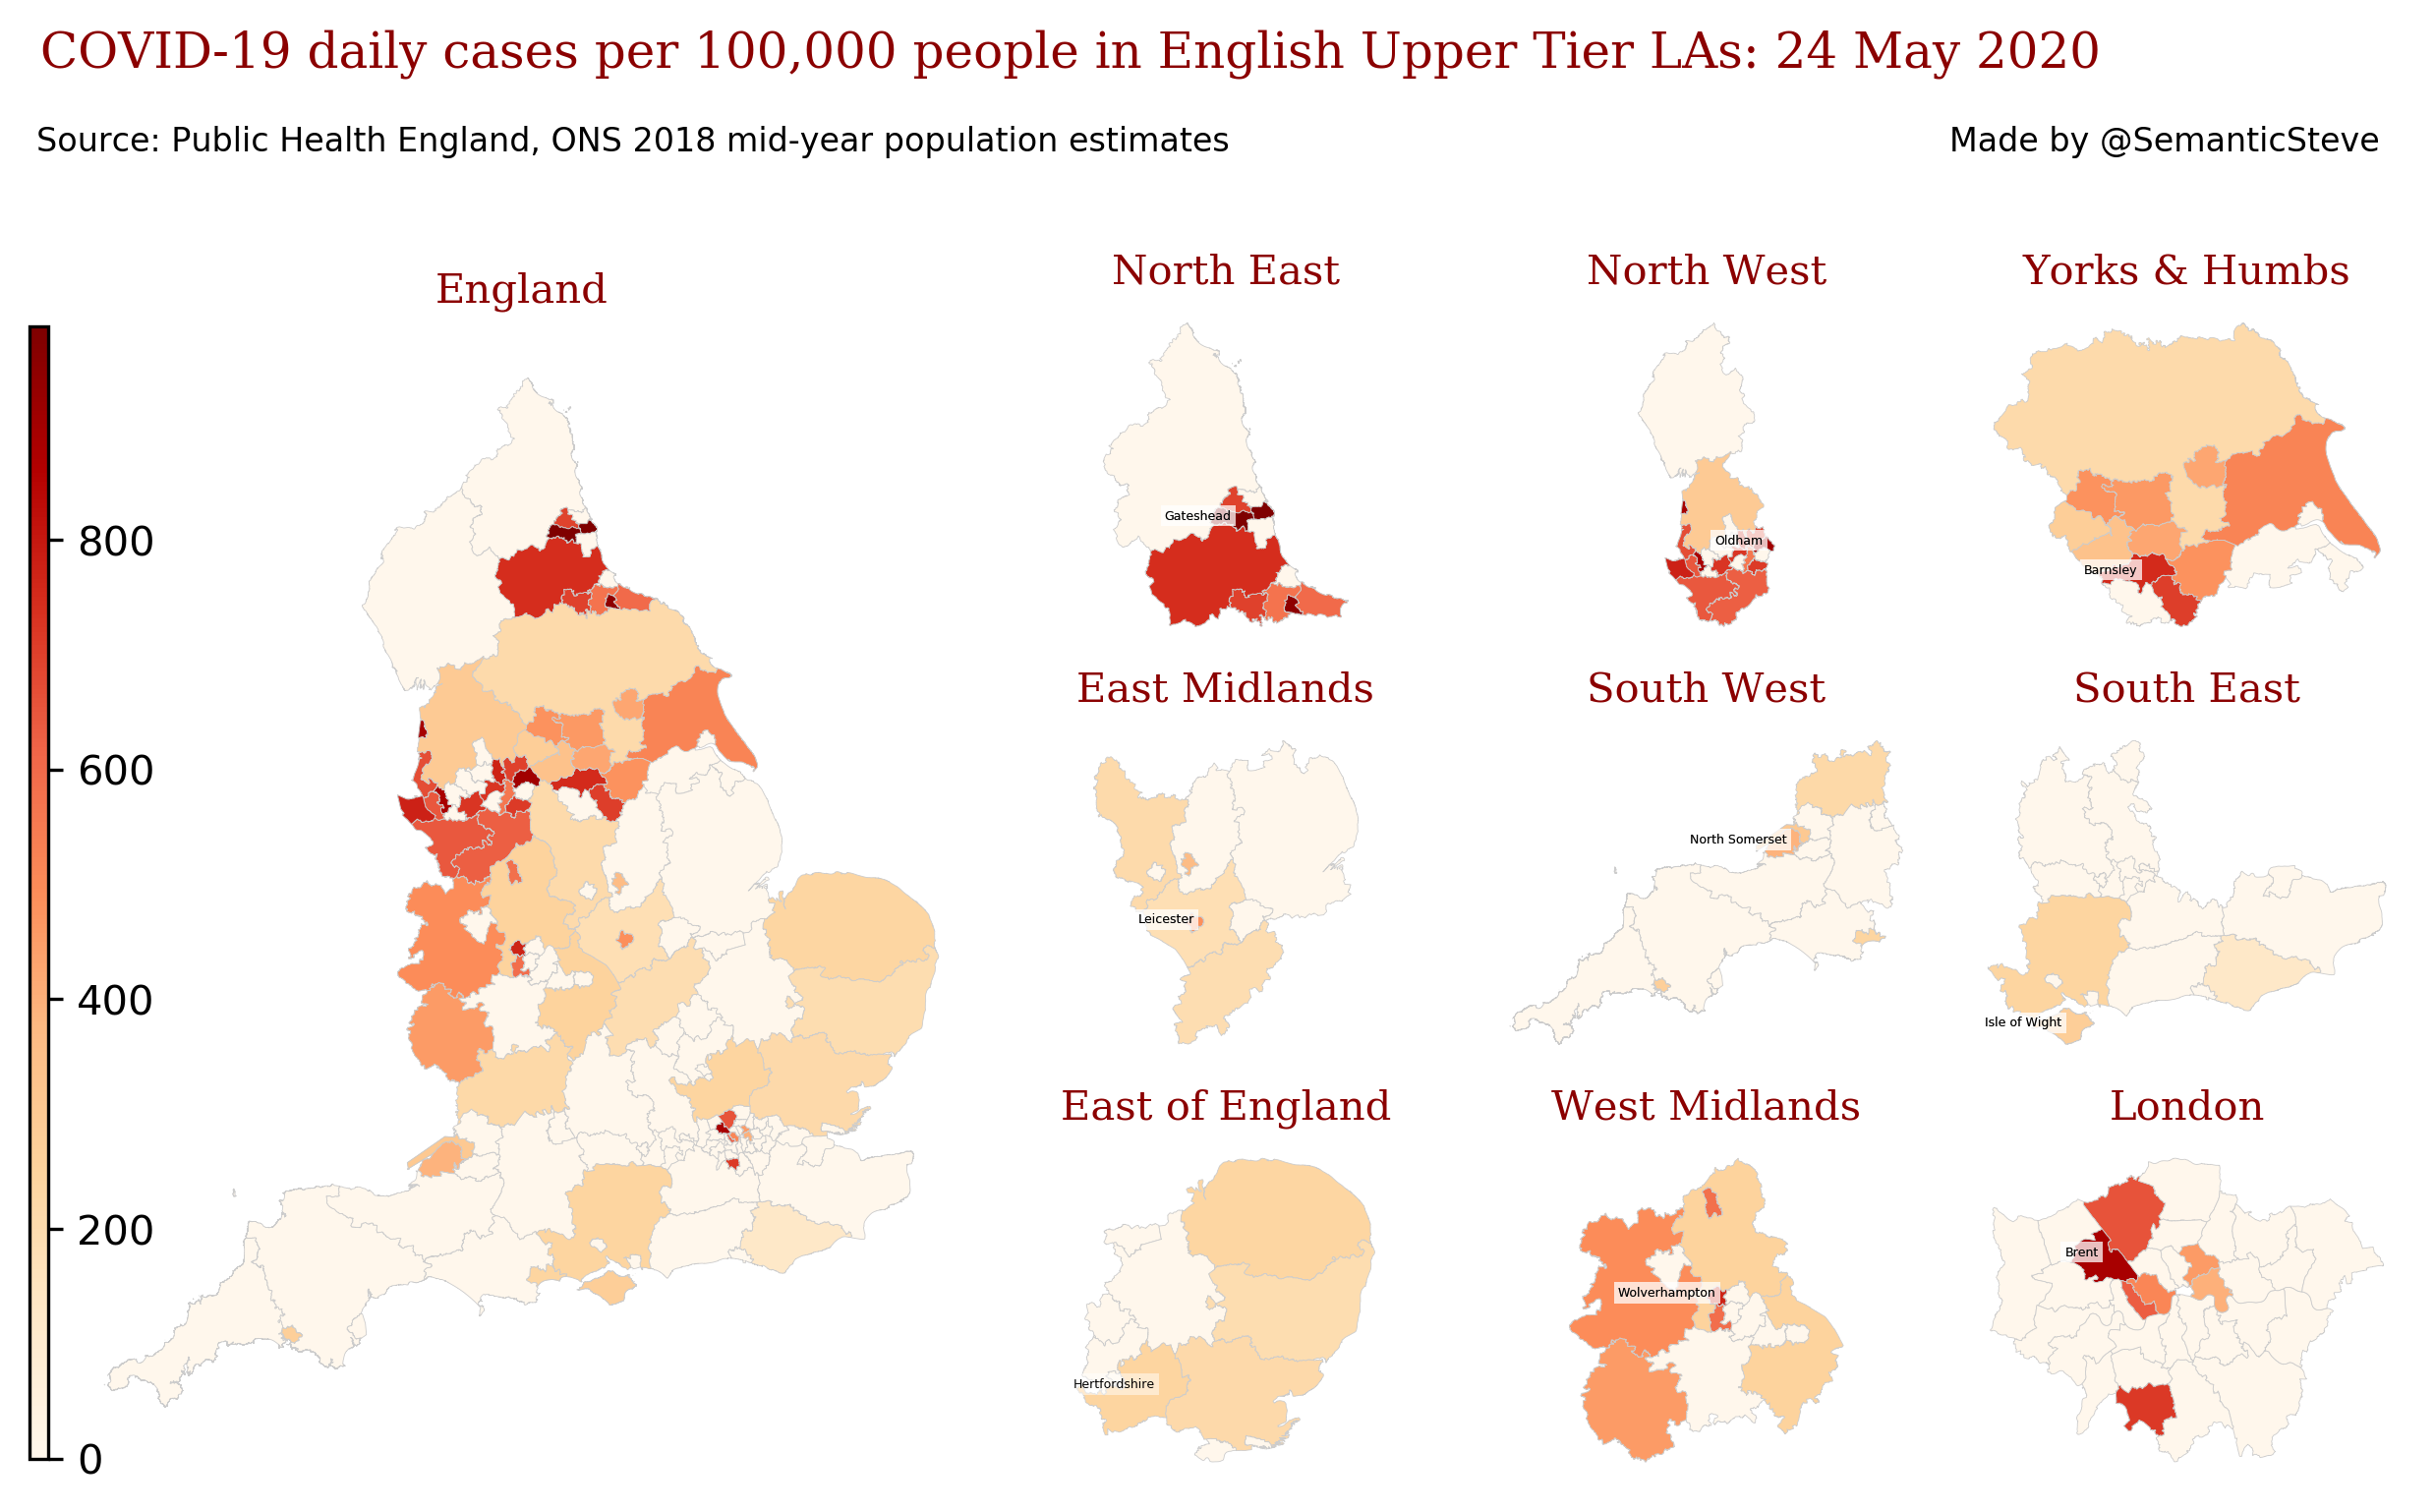 COVID-19 daily cases per 100,000 people in English Upper Tier LAs: 24 May 2020
Source: Public Health England, ONS 2018 mid-year population estimates
Made by @SemanticSteve
England
800
600
400
200
0
North East
Gateshead
North West
Oldham
Yorks & Humbs
Barnsley
East Midlands
Leicester
South West
North Somerset
South East
Isle of Wight
East of England
Hertfordshire
West Midlands
Wolverhampton
London
Brent